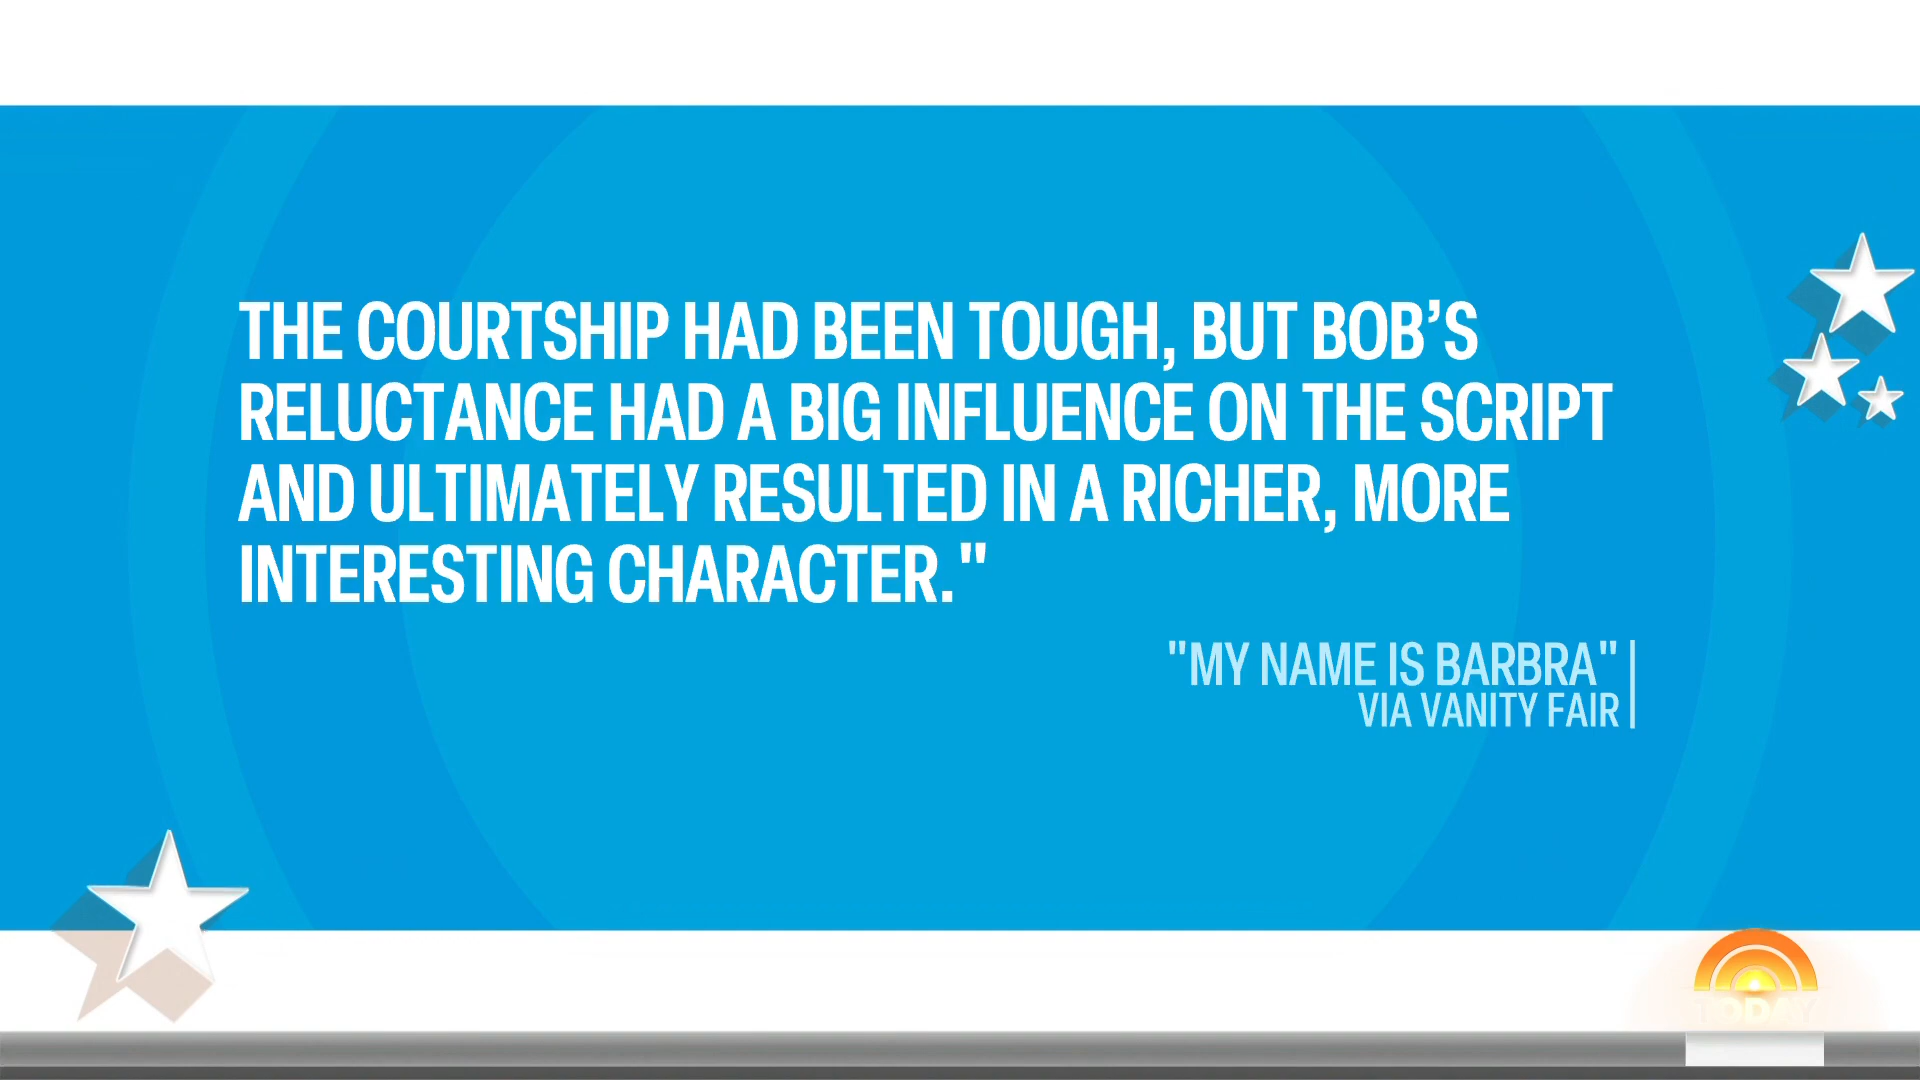 THE COURTSHIP HAD BEEN TOUGH, BUT BOB’S
RELUCTANCE HAD A BIG INFLUENCE ON THE SCRIPT
AND ULTIMATELY RESULTED IN A RICHER, MORE
INTERESTING CHARACTER."
"MY NAME IS BARBRA"
VIA VANITY FAIR
TODAY